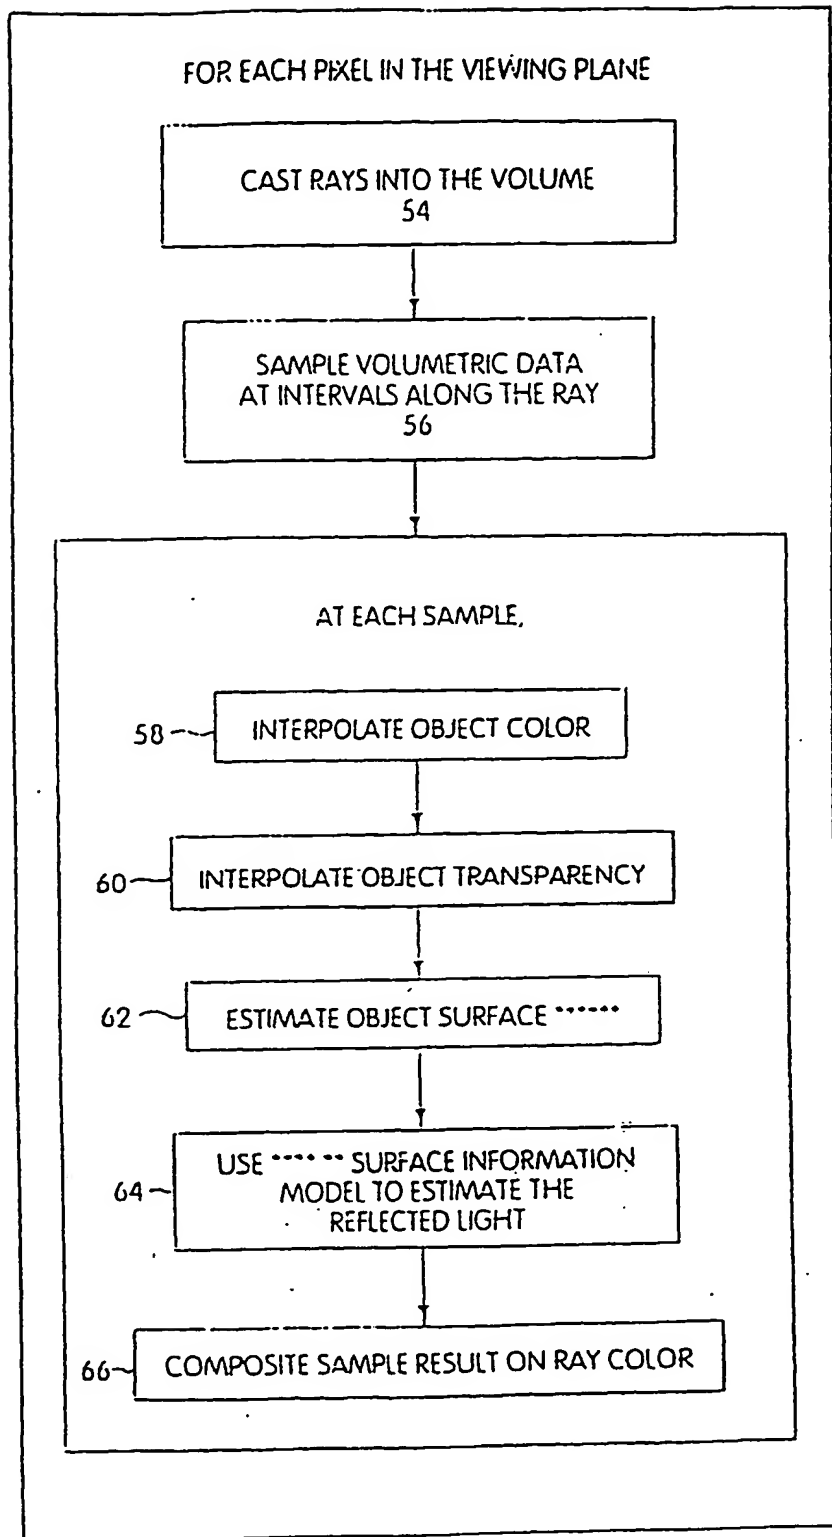 FOR EACH PIXEL IN THE VIEWING PLANE
CAST RAYS INTO THE VOLUME
54
SAMPLE VOLUMETRIC DATA
AT INTERVALS ALONG THE RAY
56
AT EACH SAMPLE,
58 INTERPOLATE OBJECT COLOR
60 INTERPOLATE OBJECT TRANSPARENCY
62 ESTIMATE OBJECT SURFACE ······
USE ······ SURFACE INFORMATION
64 MODEL TO ESTIMATE THE
REFLECTED LIGHT
66 COMPOSITE SAMPLE RESULT ON RAY COLOR